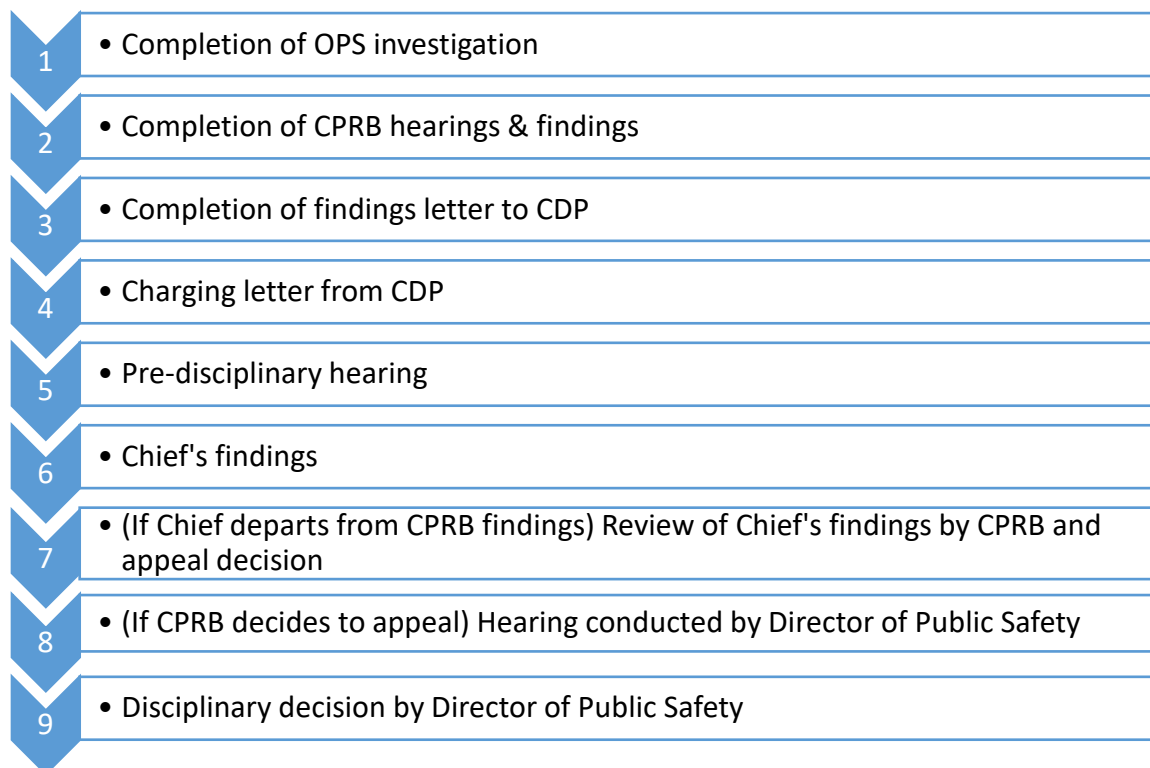 1
• Completion of OPS investigation
2
• Completion of CPRB hearings & findings
3
• Completion of findings letter to CDP
4
• Charging letter from CDP
5
• Pre-disciplinary hearing
6
• Chief's findings
7
• (If Chief departs from CPRB findings) Review of Chief's findings by CPRB and
appeal decision
8
• (If CPRB decides to appeal) Hearing conducted by Director of Public Safety
9
• Disciplinary decision by Director of Public Safety